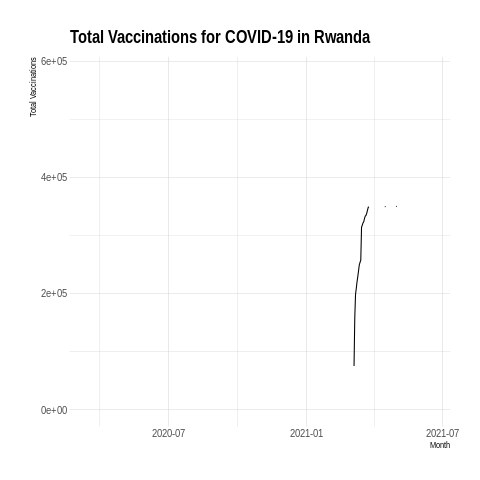 Total Vaccinations for COVID-19 in Rwanda
Total Vaccinations
6e+05
4e+05
2e+05
0e+00
2020-07
2021-01
2021-07
Month